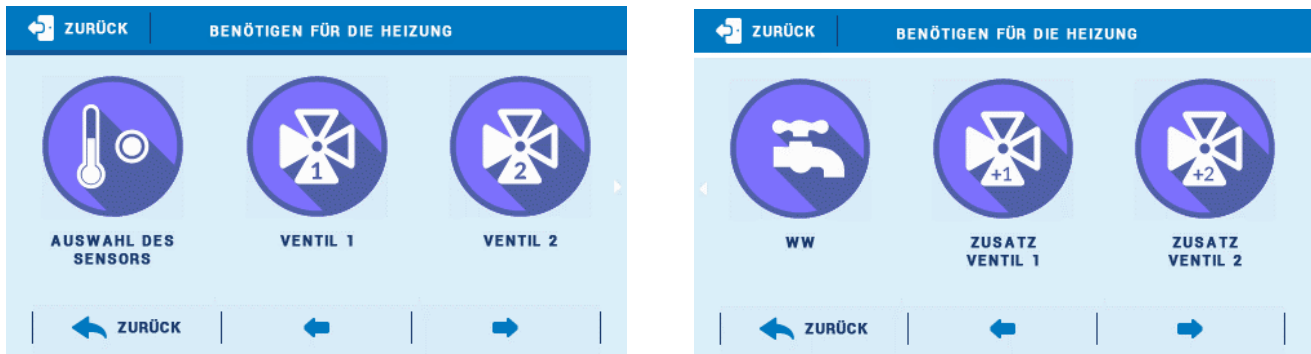 ZURÜCK BENÖTIGEN FÜR DIE HEIZUNG
1 2
AUSWAHL DES
SENSORS
VENTIL 1
VENTIL 2
ZURÜCK
ZURÜCK BENÖTIGEN FÜR DIE HEIZUNG
+1 +2
WW
ZUSATZ
VENTIL 1
ZUSATZ
VENTIL 2
ZURÜCK